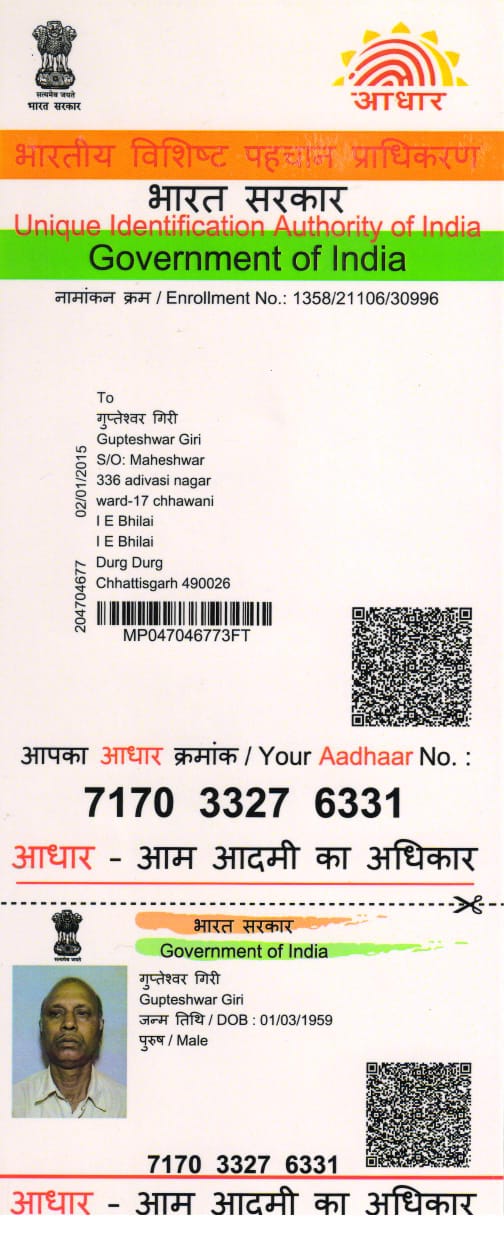 सत्यमेव जयते
भारत सरकार
आधार
भारतीय विशिष्ट पहचान प्राधिकरण
भारत सरकार
Unique Identification Authority of India
Government of India
नामांकन क्रम / Enrollment No.: 1358/21106/30996
To
गुप्तेश्वर गिरी
Gupteshwar Giri
S/O: Maheshwar
336 adivasi nagar
ward-17 chhawani
I E Bhilai
I E Bhilai
Durg Durg
Chhattisgarh 490026
02/01/2015
204704677
MP047046773FT
आपका आधार क्रमांक / Your Aadhaar No. :
7170 3327 6331
आधार - आम आदमी का अधिकार
सत्यमेव जयते
भारत सरकार
Government of India
गुप्तेश्वर गिरी
Gupteshwar Giri
जन्म तिथि / DOB : 01/03/1959
पुरुष / Male
7170 3327 6331
आधार - आम आदमी का अधिकार